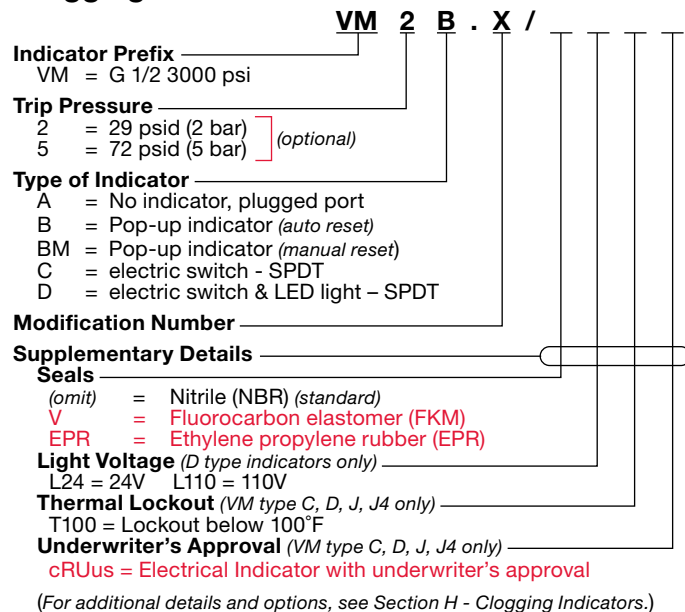 VM 2 B . X /
Indicator Prefix
VM = G 1/2 3000 psi
Trip Pressure
2 = 29 psid (2 bar)
5 = 72 psid (5 bar)
(optional)
Type of Indicator
A = No indicator, plugged port
B = Pop-up indicator (auto reset)
BM = Pop-up indicator (manual reset)
C = electric switch - SPDT
D = electric switch & LED light – SPDT
Modification Number
Supplementary Details
Seals
(omit) = Nitrile (NBR) (standard)
V = Fluorocarbon elastomer (FKM)
EPR = Ethylene propylene rubber (EPR)
Light Voltage (D type indicators only)
L24 = 24V L110 = 110V
Thermal Lockout (VM type C, D, J, J4 only)
T100 = Lockout below 100˚F
Underwriter's Approval (VM type C, D, J, J4 only)
cRUus = Electrical Indicator with underwriter's approval
(For additional details and options, see Section H - Clogging Indicators.)